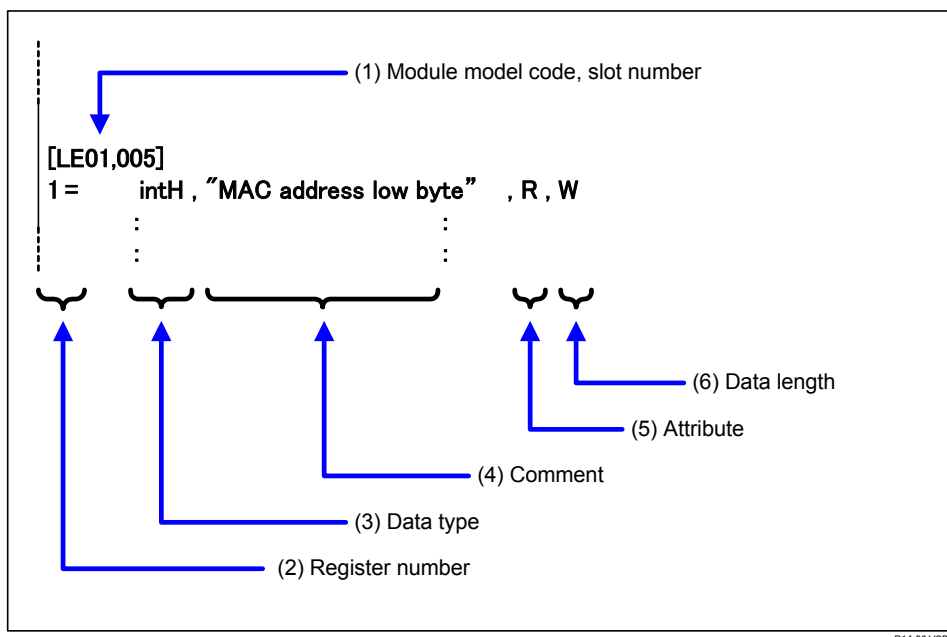 (1) Module model code, slot number
[LE01,005]
1 = intH , "MAC address low byte" , R , W
: :
: :
(6) Data length
(5) Attribute
(4) Comment
(3) Data type
(2) Register number